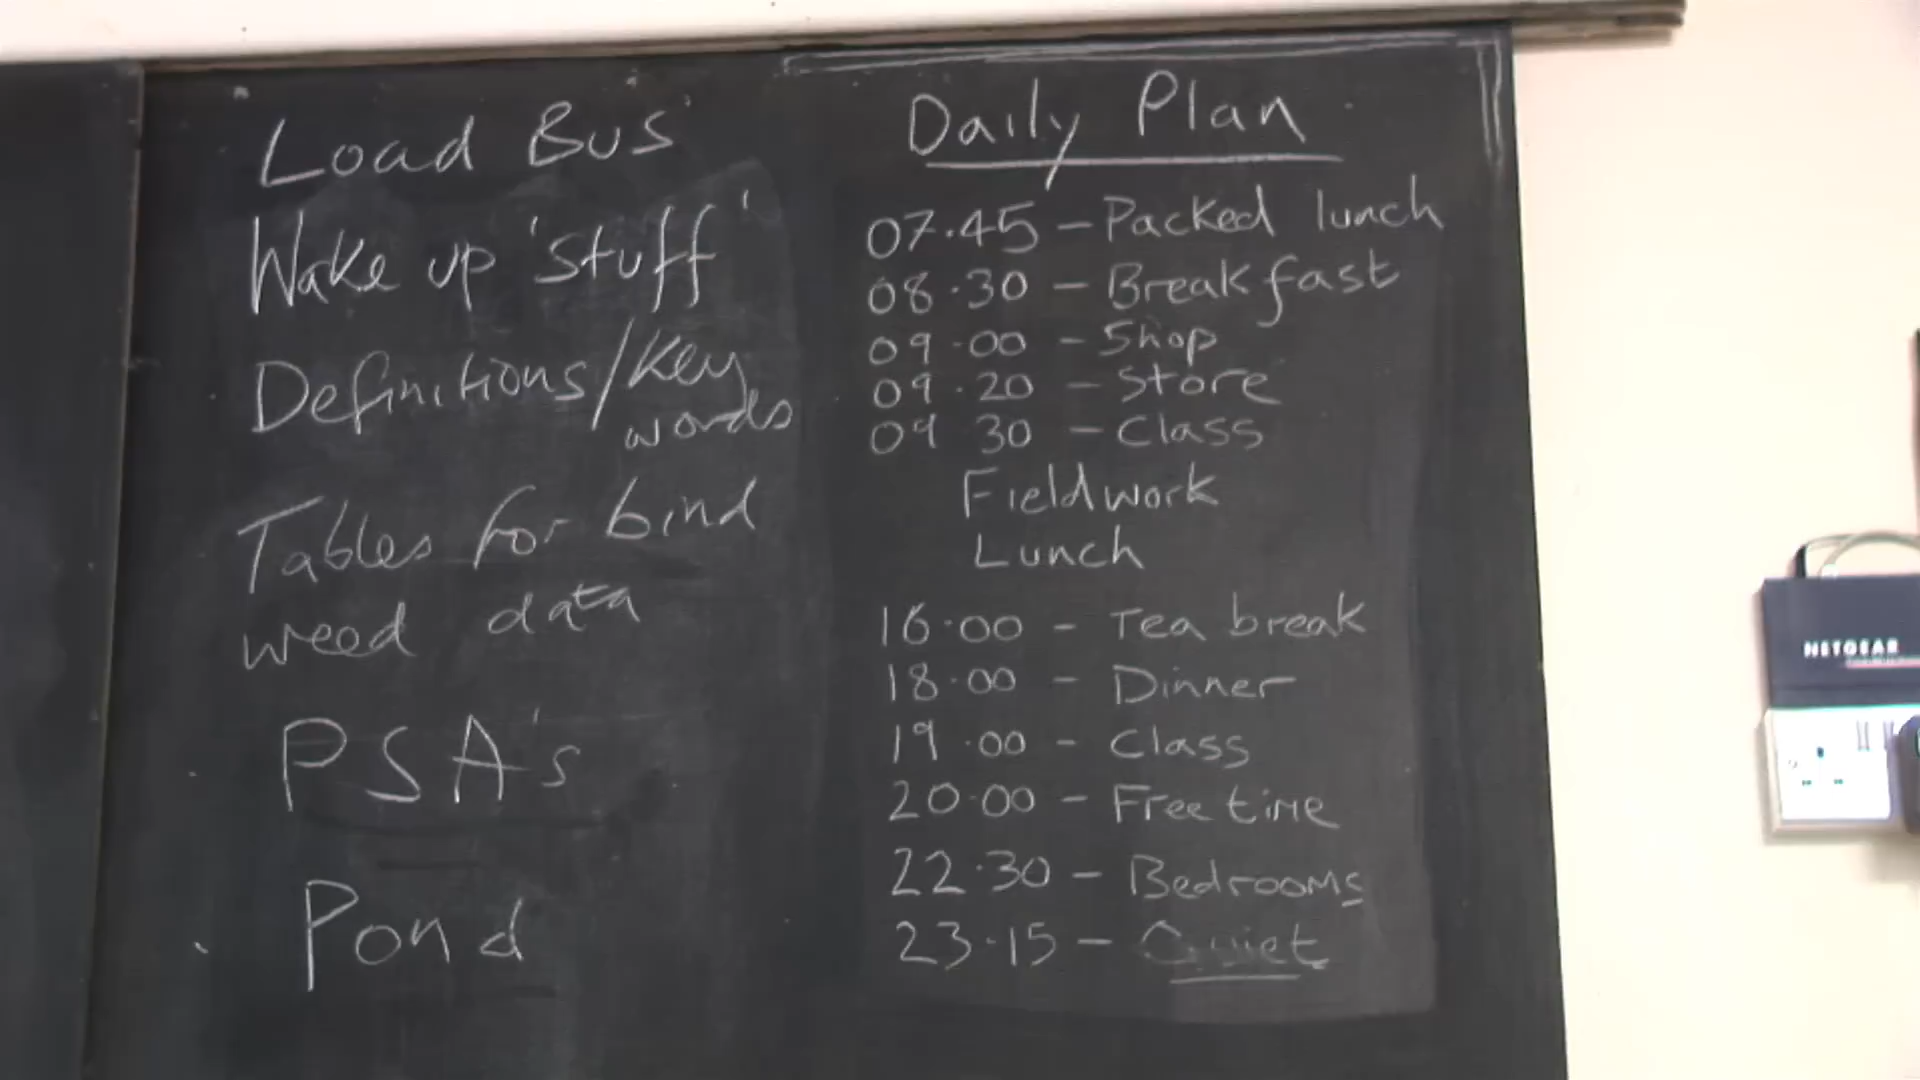 Load Bus
Wake up 'stuff'
Definitions/key
words
Tables for bind
weed data
PSA's
Pond
Daily Plan
07.45 - Packed lunch
08.30 - Breakfast
09.00 - Shop
09.20 - Store
09 30 - Class
Fieldwork
Lunch
16.00 - Tea break
18.00 - Dinner
19.00 - Class
20.00 - Free time
22.30 - Bedrooms
23.15 - Quiet
NETGEAR